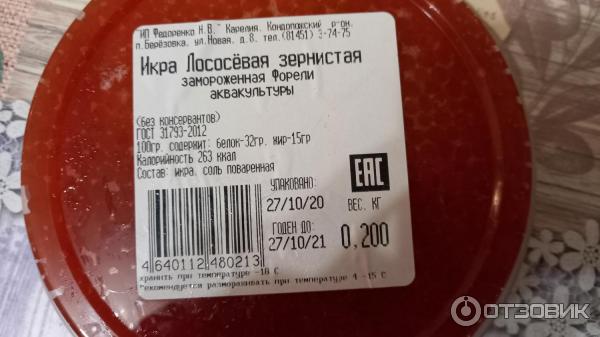 ИП Федоренко Н.В." Карелия, Кондопожский р-он,
п.Берёзовка, ул.Новая, д.8, тел.(81451) 3-74-75
Икра Лососёвая зернистая
замороженная Форели
аквакультуры
(без консервантов)
ГОСТ 31793-2012
100гр. содержит: белок-32гр, жир-15гр
Калорийность 263 ккал
Состав: икра, соль поваренная
EAC
УПАКОВАНО:
27/10/20
ВЕС, КГ
ГОДЕН ДО:
27/10/21
0,200
4 640112 480213
хранить при температуре -18 С
Рекомендуется размораживать при температуре 4 -15 С
ОТЗОВИК